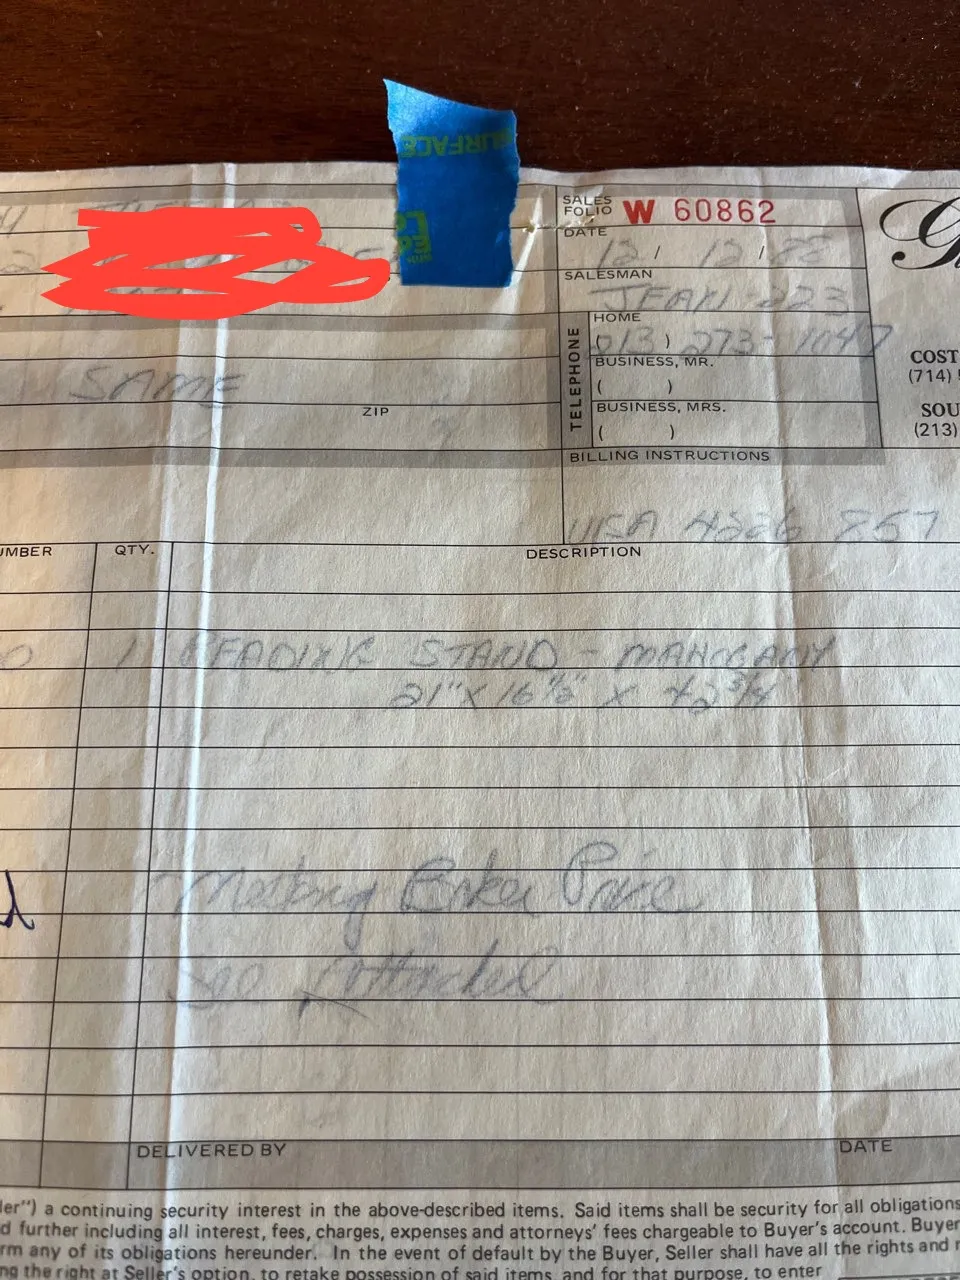 SURFACE
SALES FOLIO W 60862
DATE 12 / 12 / 88
SALESMAN JEAN-223
TELEPHONE
HOME (213) 273-1047
BUSINESS, MR. ( )
BUSINESS, MRS. ( )
COST
(714)
SOU
(213)
SAME
ZIP
BILLING INSTRUCTIONS
VISA 4226 857
UMBER QTY. DESCRIPTION
0 1 READING STAND - MAHOGANY
21" X 16 1/2" X 42 3/4
Matching Baker Price
See Attached
DELIVERED BY DATE
ler") a continuing security interest in the above-described items. Said items shall be security for all obligations
d further including all interest, fees, charges, expenses and attorneys' fees chargeable to Buyer's account. Buyer
rm any of its obligations hereunder. In the event of default by the Buyer, Seller shall have all the rights and r
ng the right at Seller's option, to retake possession of said items, and for that purpose, to enter